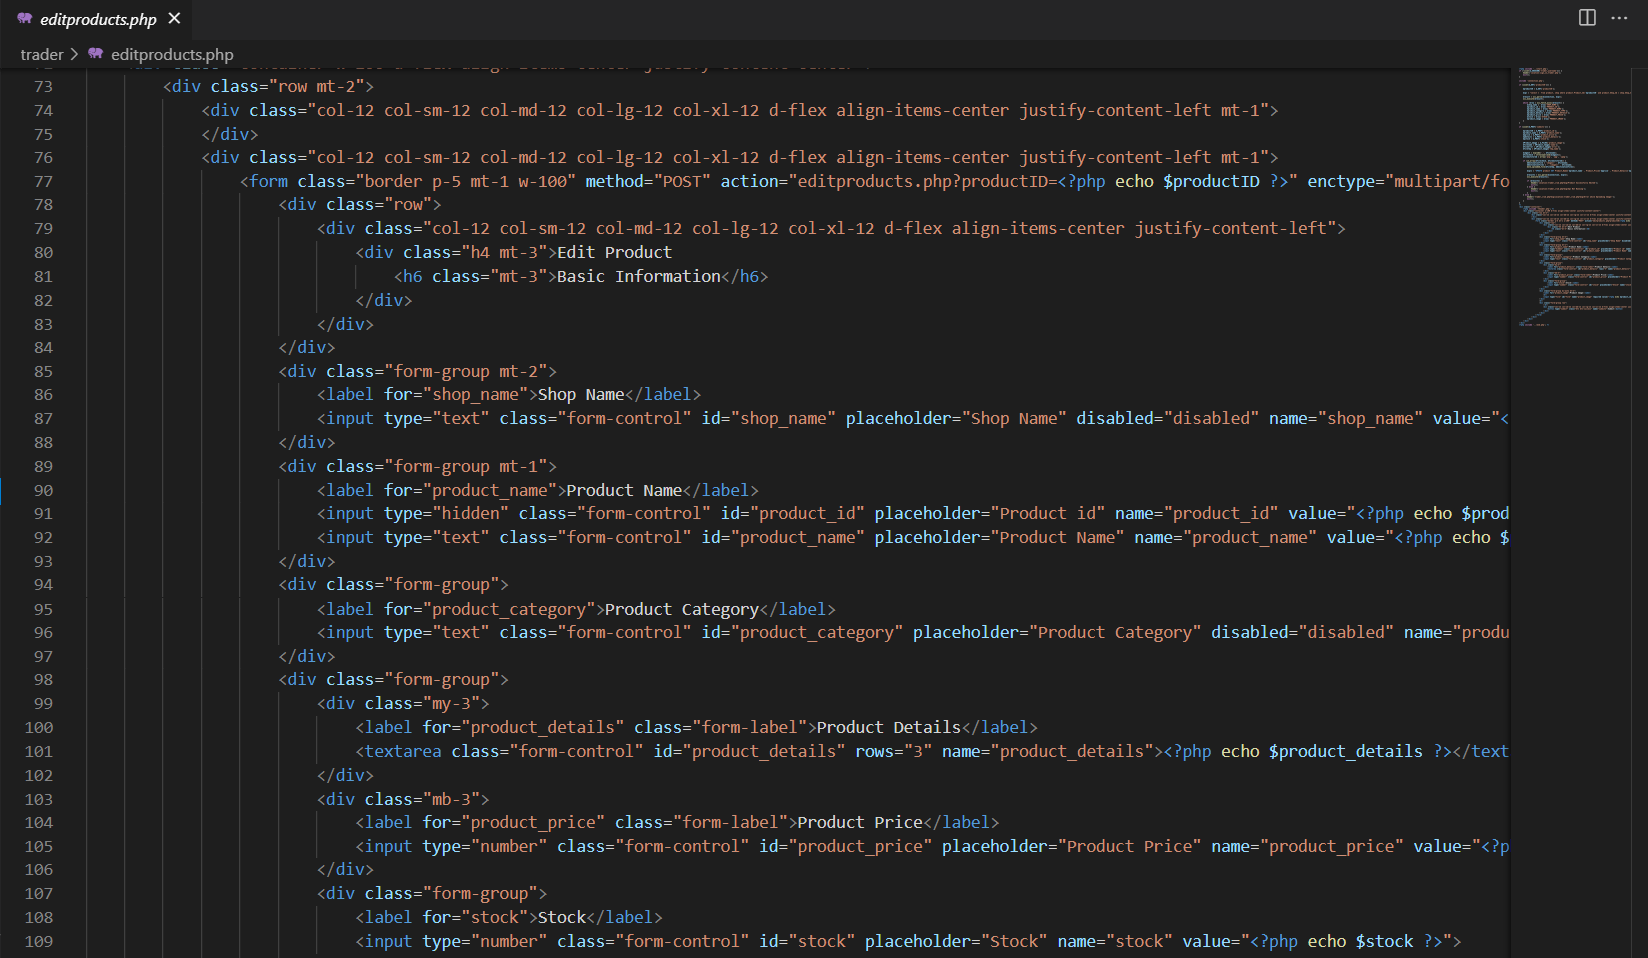 editproducts.php
trader > editproducts.php
73 <div class="row mt-2">
74 <div class="col-12 col-sm-12 col-md-12 col-lg-12 col-xl-12 d-flex align-items-center justify-content-left mt-1">
75 </div>
76 <div class="col-12 col-sm-12 col-md-12 col-lg-12 col-xl-12 d-flex align-items-center justify-content-left mt-1">
77 <form class="border p-5 mt-1 w-100" method="POST" action="editproducts.php?productID=<?php echo $productID ?>" enctype="multipart/fo
78 <div class="row">
79 <div class="col-12 col-sm-12 col-md-12 col-lg-12 col-xl-12 d-flex align-items-center justify-content-left">
80 <div class="h4 mt-3">Edit Product
81 <h6 class="mt-3">Basic Information</h6>
82 </div>
83 </div>
84 </div>
85 <div class="form-group mt-2">
86 <label for="shop_name">Shop Name</label>
87 <input type="text" class="form-control" id="shop_name" placeholder="Shop Name" disabled="disabled" name="shop_name" value="<
88 </div>
89 <div class="form-group mt-1">
90 <label for="product_name">Product Name</label>
91 <input type="hidden" class="form-control" id="product_id" placeholder="Product id" name="product_id" value="<?php echo $prod
92 <input type="text" class="form-control" id="product_name" placeholder="Product Name" name="product_name" value="<?php echo $
93 </div>
94 <div class="form-group">
95 <label for="product_category">Product Category</label>
96 <input type="text" class="form-control" id="product_category" placeholder="Product Category" disabled="disabled" name="produ
97 </div>
98 <div class="form-group">
99 <div class="my-3">
100 <label for="product_details" class="form-label">Product Details</label>
101 <textarea class="form-control" id="product_details" rows="3" name="product_details"><?php echo $product_details ?></text
102 </div>
103 <div class="mb-3">
104 <label for="product_price" class="form-label">Product Price</label>
105 <input type="number" class="form-control" id="product_price" placeholder="Product Price" name="product_price" value="<?p
106 </div>
107 <div class="form-group">
108 <label for="stock">Stock</label>
109 <input type="number" class="form-control" id="stock" placeholder="Stock" name="stock" value="<?php echo $stock ?>">